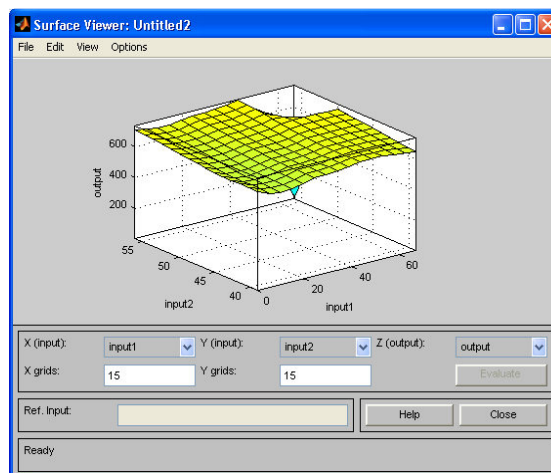 Surface Viewer: Untitled2
File Edit View Options
600
400
200
output
55
50
45
40
input2
0
20
40
60
input1
X (input): input1 Y (input): input2 Z (output): output
X grids: 15 Y grids: 15 Evaluate
Ref. Input: Help Close
Ready